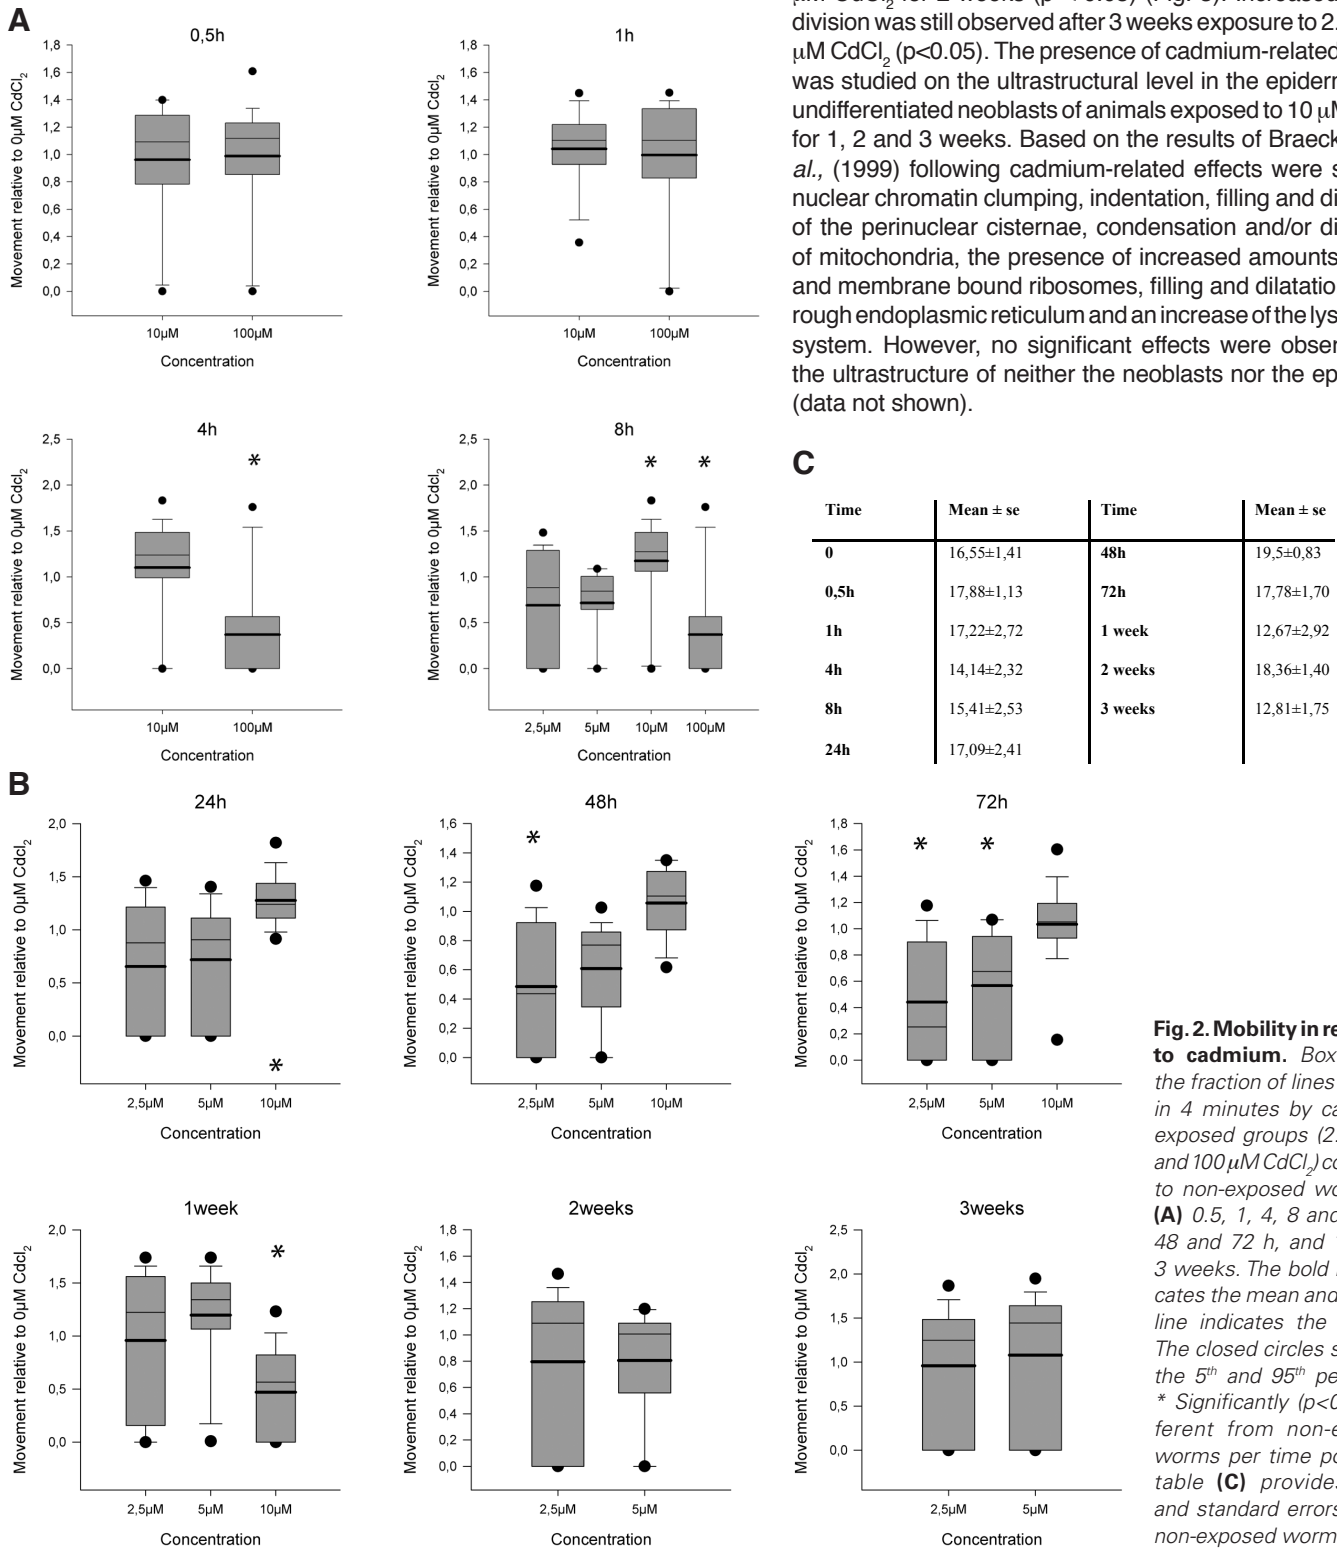 μM CdCl2 for 2 weeks (p<0.05) (Fig. 3). Increased
division was still observed after 3 weeks exposure to 2.
μM CdCl2 (p<0.05). The presence of cadmium-related
was studied on the ultrastructural level in the epiderm
undifferentiated neoblasts of animals exposed to 10 μM
for 1, 2 and 3 weeks. Based on the results of Braeck
al., (1999) following cadmium-related effects were s
nuclear chromatin clumping, indentation, filling and di
of the perinuclear cisternae, condensation and/or di
of mitochondria, the presence of increased amounts
and membrane bound ribosomes, filling and dilatatio
rough endoplasmic reticulum and an increase of the lys
system. However, no significant effects were obser
the ultrastructure of neither the neoblasts nor the ep
(data not shown).
A
0,5h
Movement relative to 0μM CdCl2
1,8
1,6
1,4
1,2
1,0
0,8
0,6
0,4
0,2
0,0
10μM 100μM
Concentration
1h
Movement relative to 0μM Cdcl2
1,8
1,6
1,4
1,2
1,0
0,8
0,6
0,4
0,2
0,0
10μM 100μM
Concentration
4h
Movement relative to 0μM Cdcl2
2,5
2,0
1,5
1,0
0,5
0,0
*
10μM 100μM
Concentration
8h
Movement relative to 0μM Cdcl2
2,5
2,0
1,5
1,0
0,5
0,0
* *
2,5μM 5μM 10μM 100μM
Concentration
C
Time Mean ± se Time Mean ± se
0 16,55±1,41 48h 19,5±0,83
0,5h 17,88±1,13 72h 17,78±1,70
1h 17,22±2,72 1 week 12,67±2,92
4h 14,14±2,32 2 weeks 18,36±1,40
8h 15,41±2,53 3 weeks 12,81±1,75
24h 17,09±2,41
B
24h
Movement relative to 0μM Cdcl2
2,0
1,5
1,0
0,5
0,0
*
2,5μM 5μM 10μM
Concentration
48h
Movement relative to 0μM Cdcl2
1,6
1,4
1,2
1,0
0,8
0,6
0,4
0,2
0,0
*
2,5μM 5μM 10μM
Concentration
72h
Movement relative to 0μM Cdcl2
1,8
1,6
1,4
1,2
1,0
0,8
0,6
0,4
0,2
0,0
* *
2,5μM 5μM 10μM
Concentration
1week
Movement relative to 0μM Cdcl2
2,0
1,5
1,0
0,5
0,0
*
2,5μM 5μM 10μM
Concentration
2weeks
Movement relative to 0μM Cdcl2
1,8
1,6
1,4
1,2
1,0
0,8
0,6
0,4
0,2
0,0
2,5μM 5μM
Concentration
3weeks
Movement relative to 0μM Cdcl2
2,5
2,0
1,5
1,0
0,5
0,0
2,5μM 5μM
Concentration
Fig. 2. Mobility in re
to cadmium. Box
the fraction of lines
in 4 minutes by ca
exposed groups (2.
and 100 μM CdCl2) co
to non-exposed wo
(A) 0.5, 1, 4, 8 and
48 and 72 h, and
3 weeks. The bold
cates the mean and
line indicates the
The closed circles s
the 5th and 95th pe
* Significantly (p<0
ferent from non-e
worms per time po
table (C) provides
and standard errors
non-exposed worm